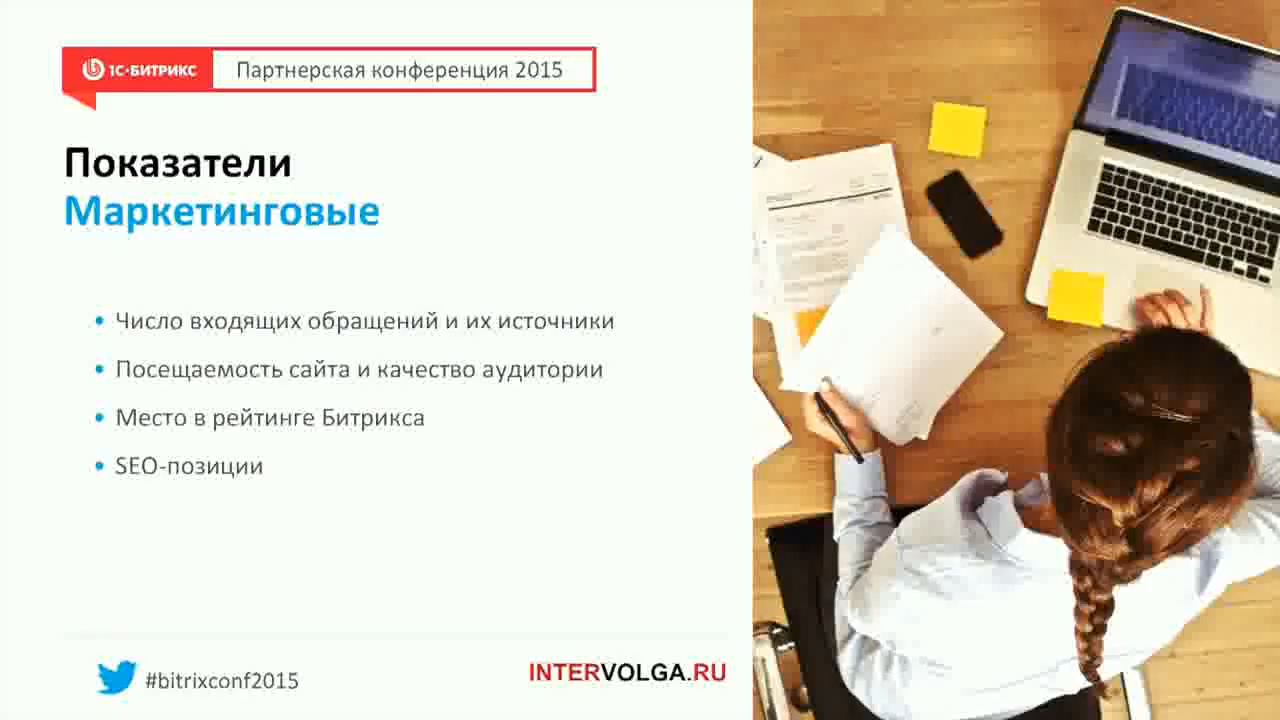 1С·БИТРИКС Партнерская конференция 2015
Показатели
Маркетинговые
• Число входящих обращений и их источники
• Посещаемость сайта и качество аудитории
• Место в рейтинге Битрикса
• SEO-позиции
#bitrixconf2015
INTERVOLGA.RU